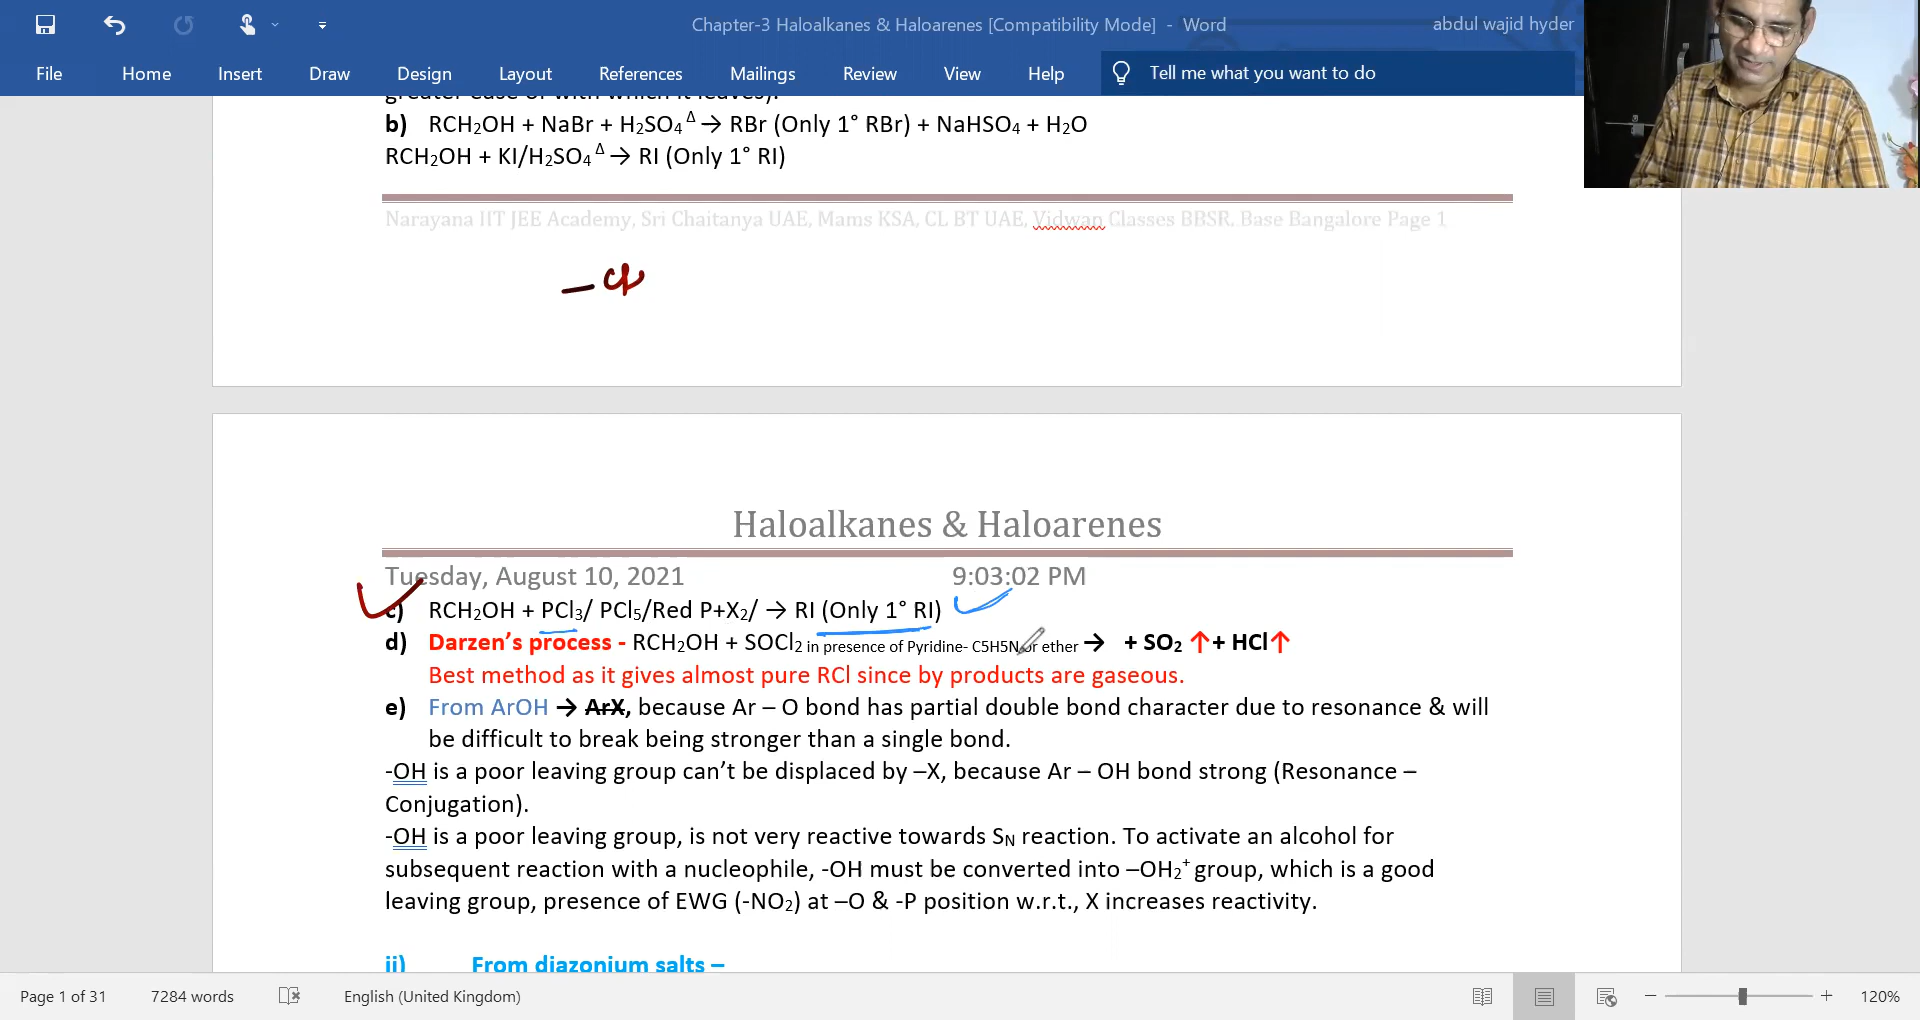 Chapter-3 Haloalkanes & Haloarenes [Compatibility Mode] - Word
abdul wajid hyder
File Home Insert Draw Design Layout References Mailings Review View Help Tell me what you want to do
greater ease of with which it leaves).
b) RCH₂OH + NaBr + H₂SO₄ ᐃ → RBr (Only 1° RBr) + NaHSO₄ + H₂O
RCH₂OH + KI/H₂SO₄ ᐃ → RI (Only 1° RI)
Narayana IIT JEE Academy, Sri Chaitanya UAE, Mams KSA, CL BT UAE, Vidwan Classes BBSR, Base Bangalore Page 1
Haloalkanes & Haloarenes
Tuesday, August 10, 2021 9:03:02 PM
c) RCH₂OH + PCl₃/ PCl₅/Red P+X₂/ → RI (Only 1° RI)
d) Darzen’s process - RCH₂OH + SOCl₂ in presence of Pyridine- C5H5N or ether → + SO₂ ↑+ HCl↑
Best method as it gives almost pure RCl since by products are gaseous.
e) From ArOH → ArX, because Ar – O bond has partial double bond character due to resonance & will
be difficult to break being stronger than a single bond.
-OH is a poor leaving group can’t be displaced by –X, because Ar – OH bond strong (Resonance –
Conjugation).
-OH is a poor leaving group, is not very reactive towards S_N reaction. To activate an alcohol for
subsequent reaction with a nucleophile, -OH must be converted into –OH₂⁺ group, which is a good
leaving group, presence of EWG (-NO₂) at –O & -P position w.r.t., X increases reactivity.
ii) From diazonium salts –
Page 1 of 31 7284 words English (United Kingdom) 120%